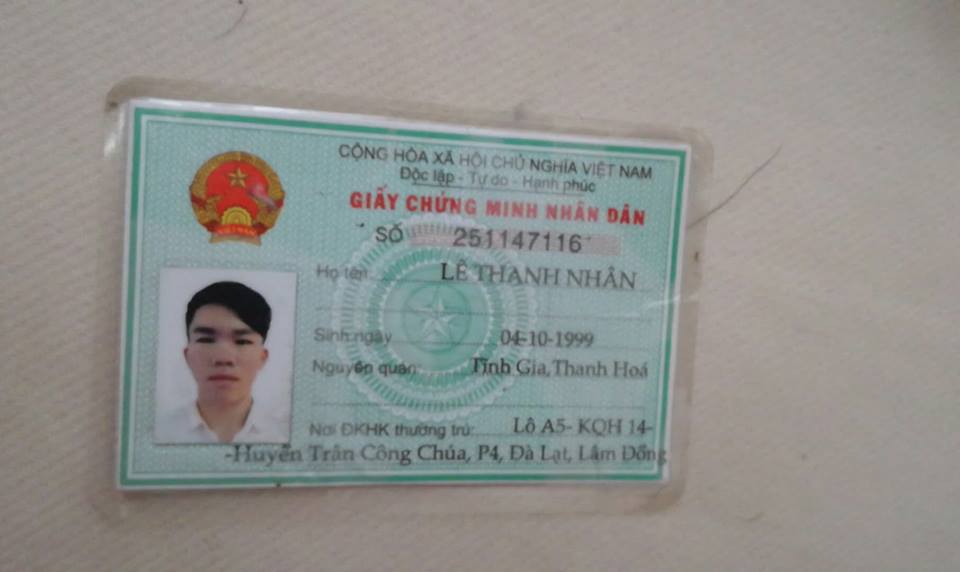 CỘNG HÒA XÃ HỘI CHỦ NGHĨA VIỆT NAM
Độc lập - Tự do - Hạnh phúc
GIẤY CHỨNG MINH NHÂN DÂN
SỐ 251147116
Họ tên LÊ THANH NHÂN
Sinh ngày 04-10-1999
Nguyên quán Tĩnh Gia, Thanh Hoá
Nơi ĐKHK thường trú: Lô A5- KQH 14-
-Huyền Trân Công Chúa, P4, Đà Lạt, Lâm Đồng